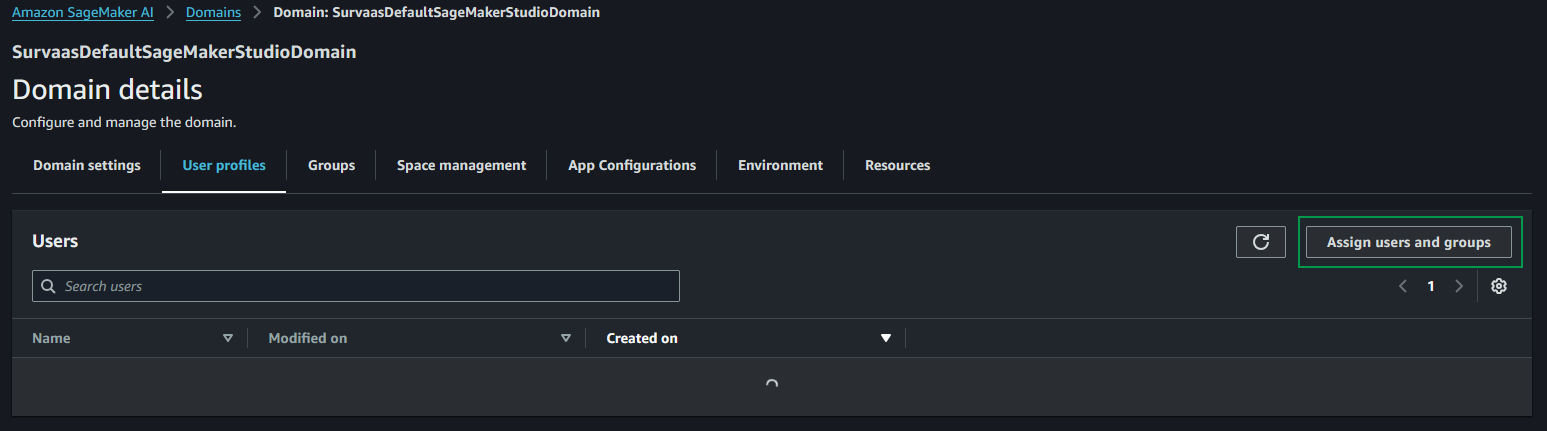 Amazon SageMaker AI > Domains > Domain: SurvaasDefaultSageMakerStudioDomain
SurvaasDefaultSageMakerStudioDomain
Domain details
Configure and manage the domain.
Domain settings User profiles Groups Space management App Configurations Environment Resources
Users Assign users and groups
Search users 1
Name Modified on Created on